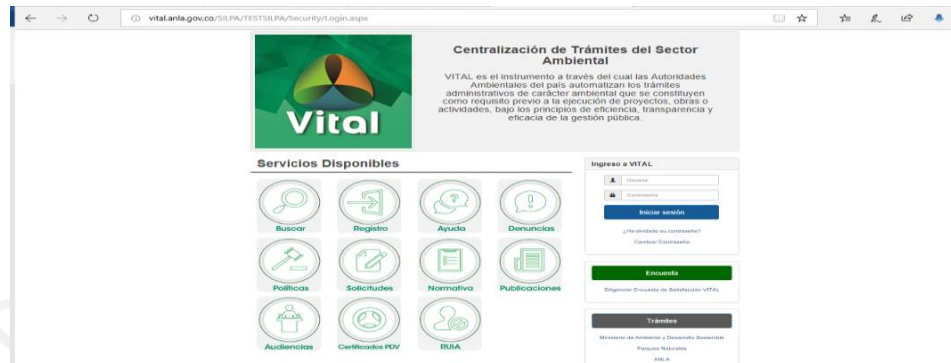 vital.anla.gov.co/SILPA/TESTSILPA/Security/Login.aspx
Vital
Centralización de Trámites del Sector
Ambiental
VITAL es el instrumento a través del cual las Autoridades
Ambientales del país automatizan los trámites
administrativos de carácter ambiental que se constituyen
como requisito previo a la ejecución de proyectos, obras o
actividades, bajo los principios de eficiencia, transparencia y
eficacia de la gestión pública.
Servicios Disponibles
Buscar
Registro
Ayuda
Denuncias
Políticas
Solicitudes
Normativa
Publicaciones
Audiencias
Certificados PDV
RUIA
Ingreso a VITAL
Usuario
Contraseña
Iniciar sesión
¿Ha olvidado su contraseña?
Cambiar Contraseña
Encuesta
Diligenciar Encuesta de Satisfacción VITAL
Trámites
Ministerio de Ambiente y Desarrollo Sostenible
Parques Naturales
ANLA